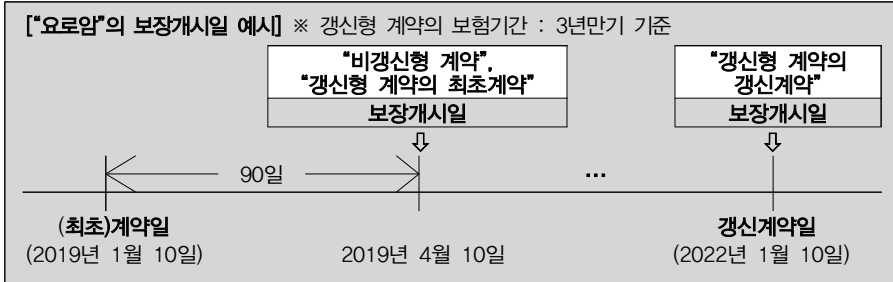 ["요로암"의 보장개시일 예시] ※ 갱신형 계약의 보험기간 : 3년만기 기준
"비갱신형 계약",
"갱신형 계약의 최초계약"
보장개시일
"갱신형 계약의
갱신계약"
보장개시일
90일
...
(최초)계약일
(2019년 1월 10일)
2019년 4월 10일
갱신계약일
(2022년 1월 10일)